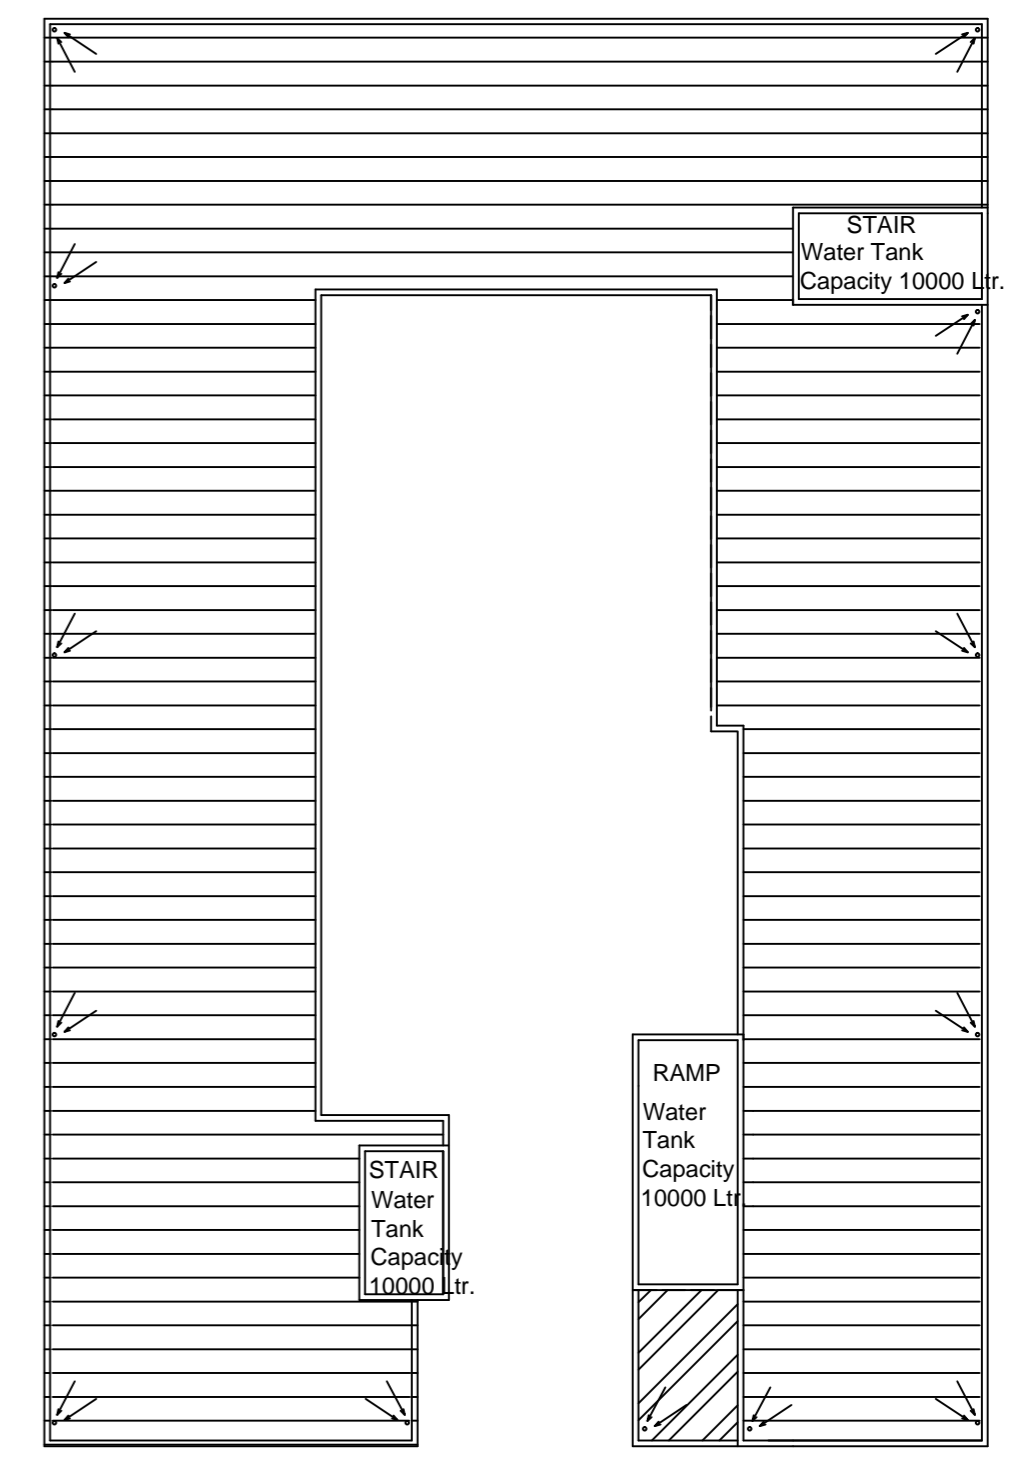 STAIR
Water Tank
Capacity 10000 Ltr.
RAMP
Water
Tank
Capacity
10000 Ltr.
STAIR
Water
Tank
Capacity
10000 Ltr.